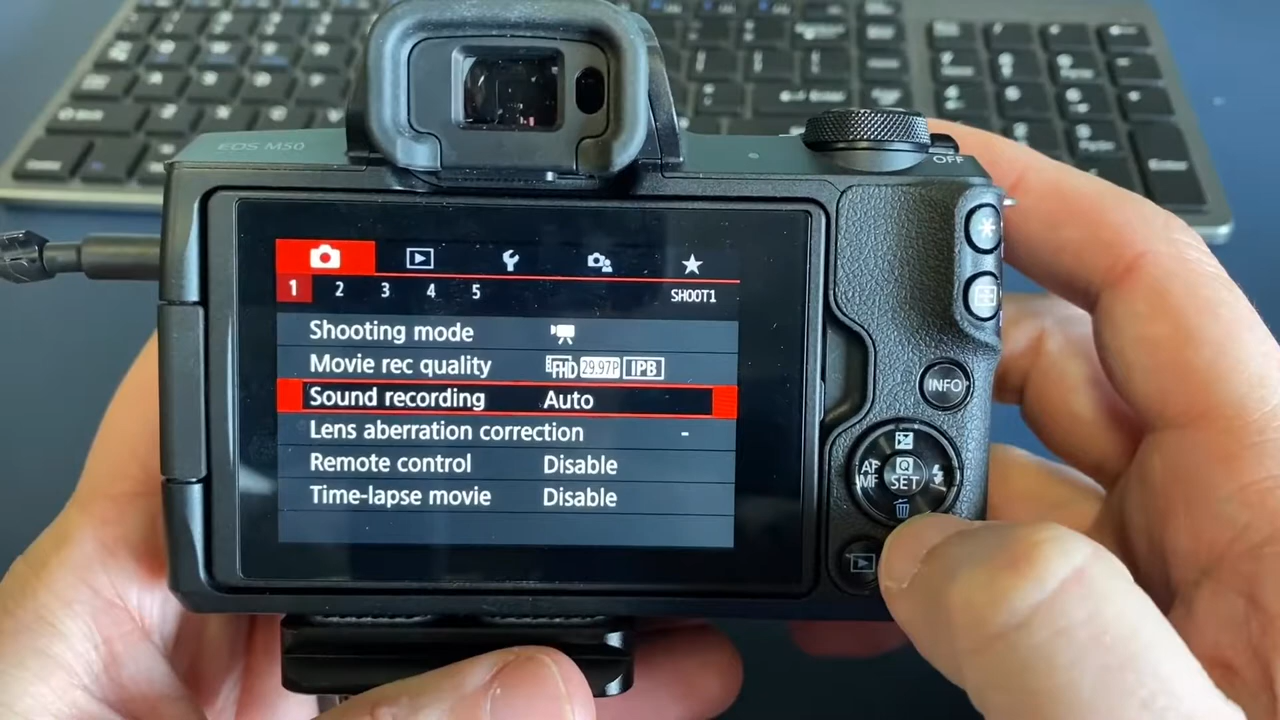 EOS M50
OFF
1 2 3 4 5 SHOOT1
Shooting mode
Movie rec quality FHD 29.97P IPB
Sound recording Auto
Lens aberration correction -
Remote control Disable
Time-lapse movie Disable
INFO
AF
MF
Q
SET